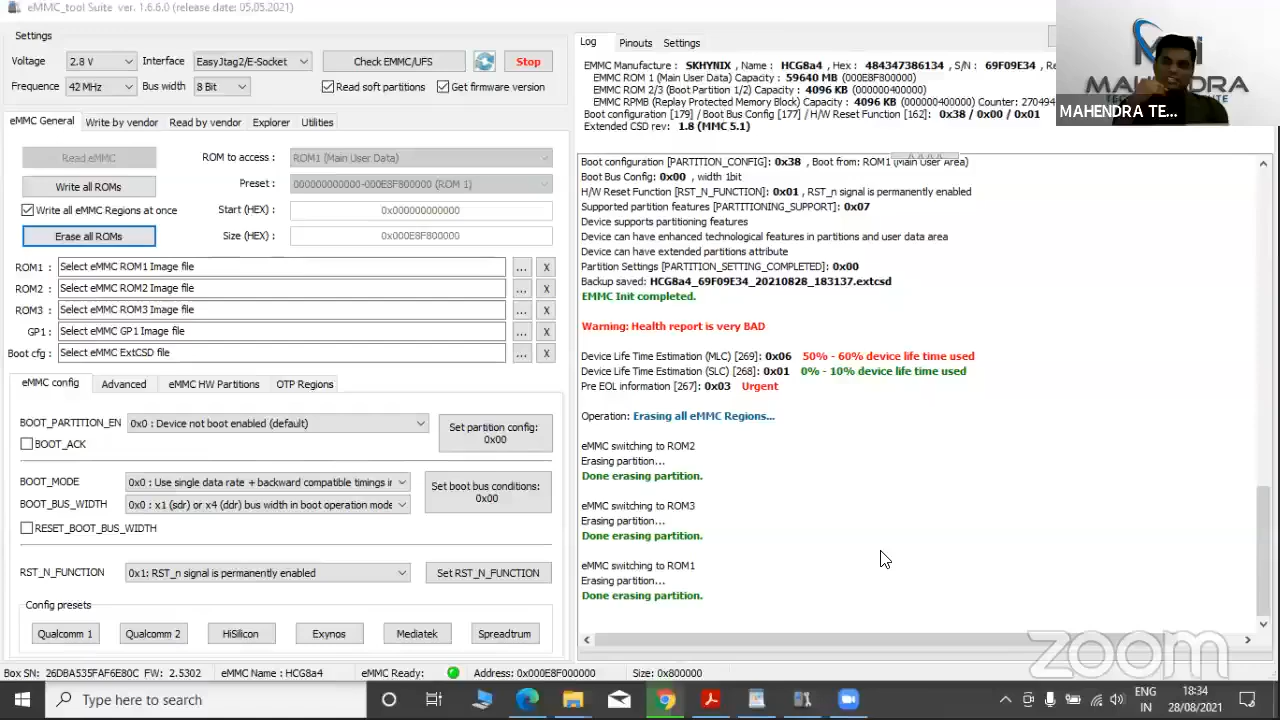 eMMC_tool Suite ver. 1.6.6.0 (release date: 05.05.2021)
Settings
Voltage 2.8 V Interface EasyJtag2/E-Socket Check EMMC/UFS Stop
Frequence 42 MHz Bus width 8 Bit Read soft partitions Get firmware version
eMMC General Write by vendor Read by vendor Explorer Utilities
Read eMMC ROM to access : ROM1 (Main User Data)
Write all ROMs Preset : 000000000000-000E8F800000 (ROM 1)
Write all eMMC Regions at once Start (HEX) : 0x000000000000
Erase all ROMs Size (HEX) : 0x000E8F800000
ROM1 : Select eMMC ROM1 Image file ... X
ROM2 : Select eMMC ROM2 Image file ... X
ROM3 : Select eMMC ROM3 Image file ... X
GP1 : Select eMMC GP1 Image file ... X
Boot cfg : Select eMMC ExtCSD file ... X
eMMC config Advanced eMMC HW Partitions OTP Regions
BOOT_PARTITION_EN 0x0 : Device not boot enabled (default) Set partition config: 0x00
BOOT_ACK
BOOT_MODE 0x0 : Use single data rate + backward compatible timings ir Set boot bus conditions: 0x00
BOOT_BUS_WIDTH 0x0 : x1 (sdr) or x4 (ddr) bus width in boot operation mode
RESET_BOOT_BUS_WIDTH
RST_N_FUNCTION 0x1: RST_n signal is permanently enabled Set RST_N_FUNCTION
Config presets
Qualcomm 1 Qualcomm 2 HiSilicon Exynos Mediatek Spreadtrum
Log Pinouts Settings
EMMC Manufacture : SKHYNIX , Name : HCG8a4 , Hex : 484347386134 , S/N : 69F09E34 , Re
EMMC ROM 1 (Main User Data) Capacity : 59640 MB (000E8F800000)
EMMC ROM 2/3 (Boot Partition 1/2) Capacity : 4096 KB (000000400000)
EMMC RPMB (Replay Protected Memory Block) Capacity : 4096 KB (000000400000) Counter: 270494
Boot configuration [179] / Boot Bus Config [177] / H/W Reset Function [162]: 0x38 / 0x00 / 0x01
Extended CSD rev: 1.8 (MMC 5.1)
Boot configuration [PARTITION_CONFIG]: 0x38 , Boot from: ROM1 (Main User Area)
Boot Bus Config: 0x00 , width 1bit
H/W Reset Function [RST_N_FUNCTION]: 0x01 , RST_n signal is permanently enabled
Supported partition features [PARTITIONING_SUPPORT]: 0x07
Device supports partitioning features
Device can have enhanced technological features in partitions and user data area
Device can have extended partitions attribute
Partition Settings [PARTITION_SETTING_COMPLETED]: 0x00
Backup saved: HCG8a4_69F09E34_20210828_183137.extcsd
EMMC Init completed.
Warning: Health report is very BAD
Device Life Time Estimation (MLC) [269]: 0x06 50% - 60% device life time used
Device Life Time Estimation (SLC) [268]: 0x01 0% - 10% device life time used
Pre EOL information [267]: 0x03 Urgent
Operation: Erasing all eMMC Regions...
eMMC switching to ROM2
Erasing partition...
Done erasing partition.
eMMC switching to ROM3
Erasing partition...
Done erasing partition.
eMMC switching to ROM1
Erasing partition...
Done erasing partition.
MAHENDRA TE...
zoom
Box SN: 26DBA535FAF6E80C FW: 2.5302 eMMC Name : HCG8a4 eMMC Ready: Address: 0x000E8F000000 Size: 0x800000
Type here to search
ENG 18:34
IN 28/08/2021